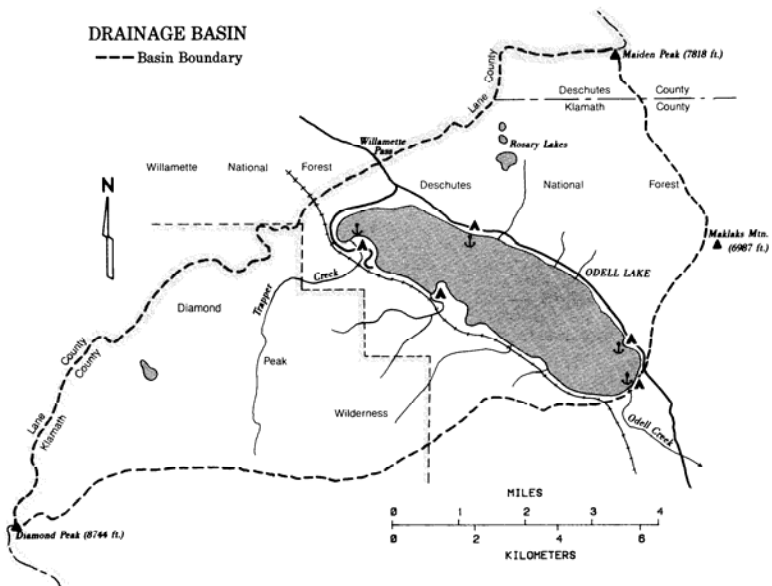 DRAINAGE BASIN
Basin Boundary
Maiden Peak (7818 ft.)
Lane County
Deschutes County
Klamath County
Willamette Pass
Rosary Lakes
Willamette National Forest
Deschutes National Forest
N
Maklaks Mtn.
(6987 ft.)
ODELL LAKE
Trapper Creek
Diamond
Peak
Wilderness
County
County
Lane
Klamath
Odell Creek
Diamond Peak (8744 ft.)
MILES
0 1 2 3 4
0 2 4 6
KILOMETERS